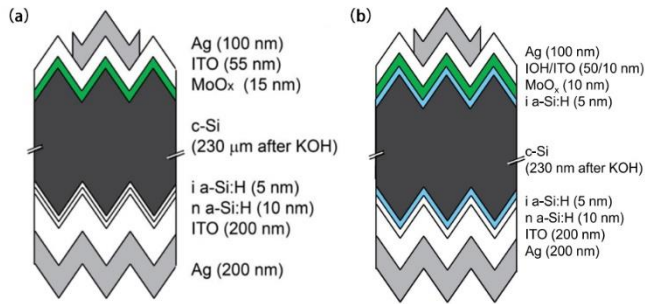 (a)
Ag (100 nm)
ITO (55 nm)
MoOx (15 nm)
c-Si
(230 μm after KOH)
i a-Si:H (5 nm)
n a-Si:H (10 nm)
ITO (200 nm)
Ag (200 nm)
(b)
Ag (100 nm)
IOH/ITO (50/10 nm)
MoOx (10 nm)
i a-Si:H (5 nm)
c-Si
(230 nm after KOH)
i a-Si:H (5 nm)
n a-Si:H (10 nm)
ITO (200 nm)
Ag (200 nm)